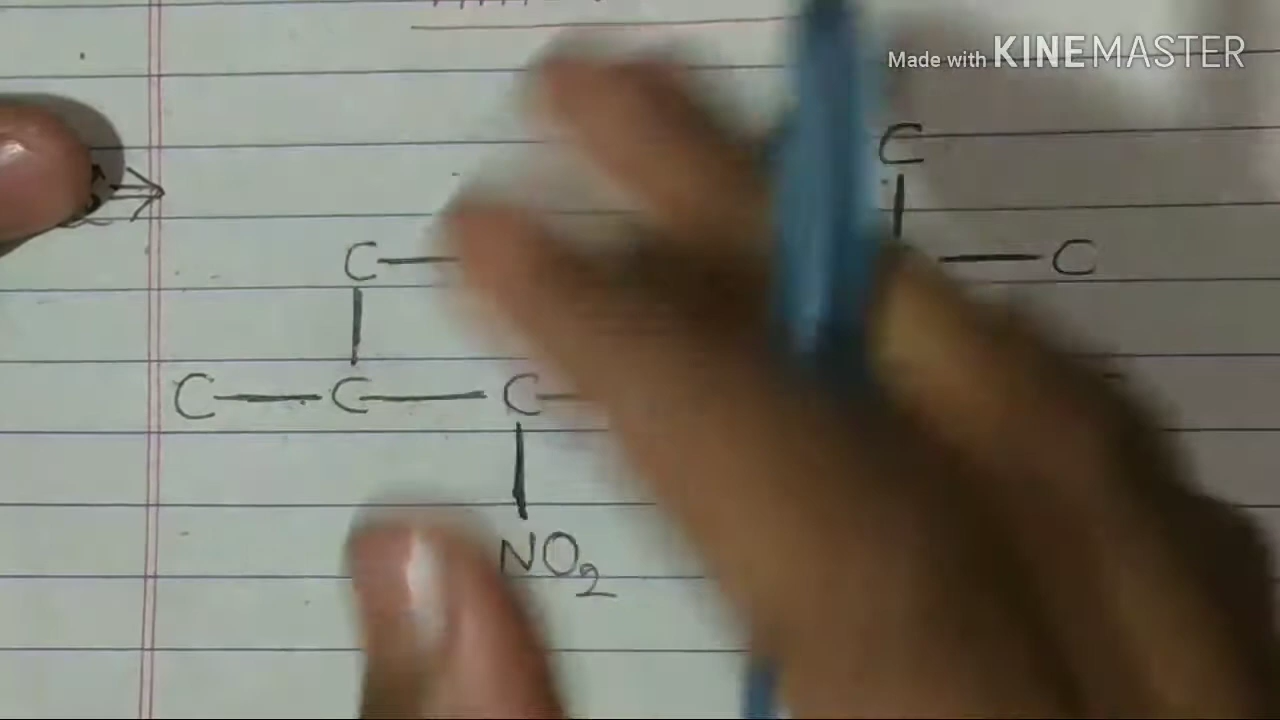 Made with KINEMASTER
C
C — — C
C — C — C —
NO2